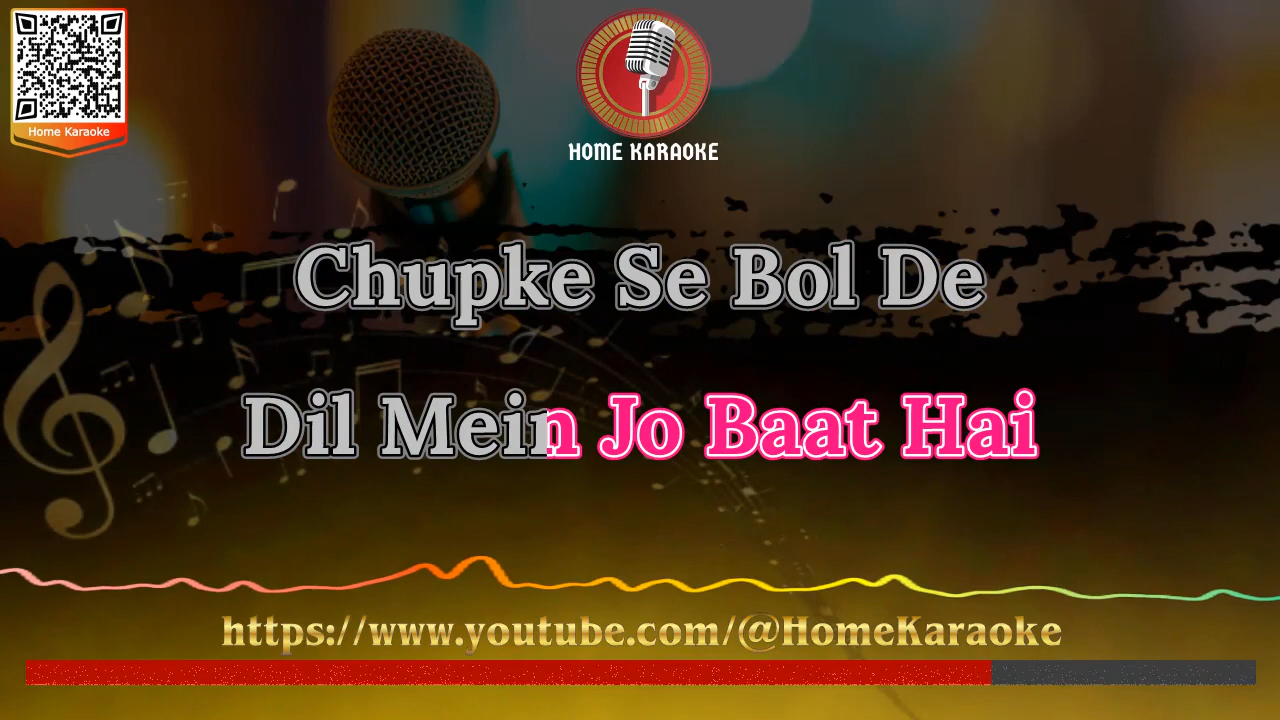 Home Karaoke
HOME KARAOKE
Chupke Se Bol De
Dil Mein Jo Baat Hai
https://www.youtube.com/@HomeKaraoke